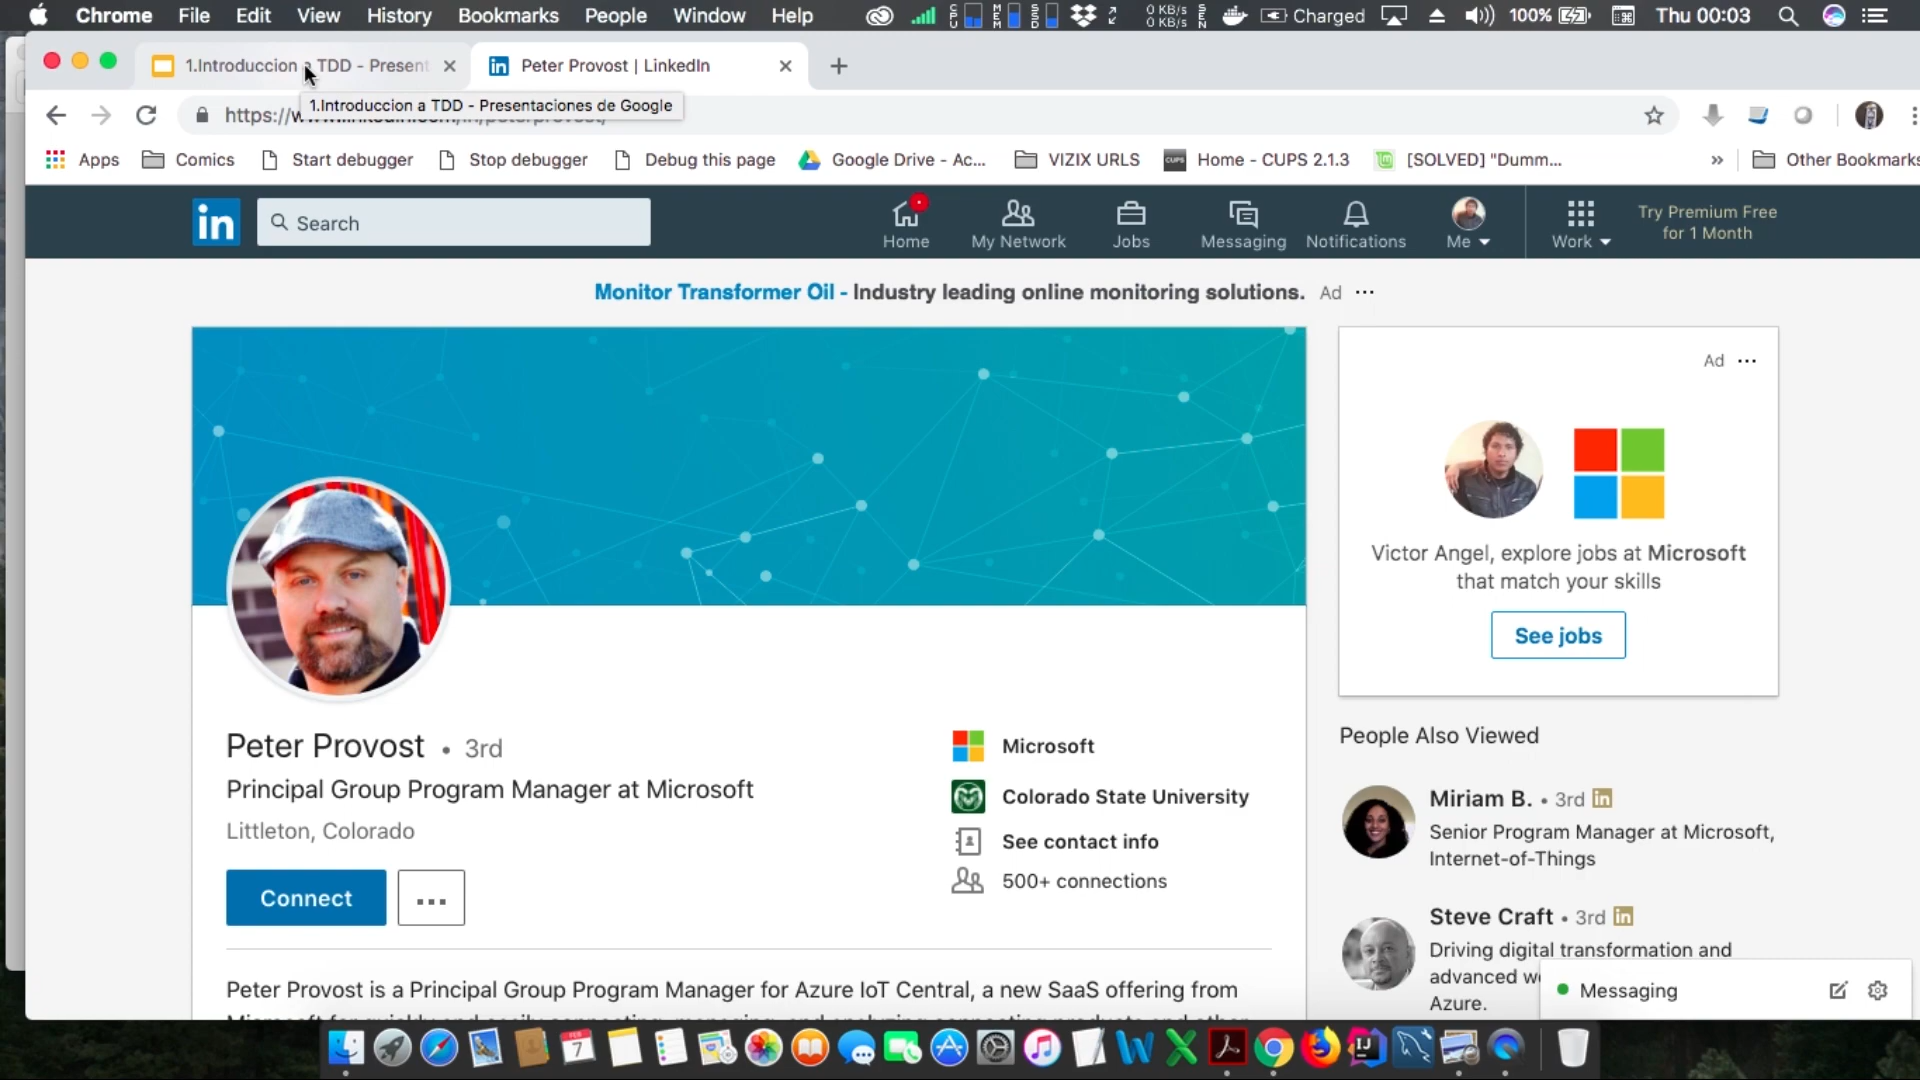 Chrome File Edit View History Bookmarks People Window Help
0 KB/s
0 KB/s
Charged 100% Thu 00:03
1.Introduccion a TDD - Present
Peter Provost | LinkedIn
1.Introduccion a TDD - Presentaciones de Google
Apps Comics Start debugger Stop debugger Debug this page Google Drive - Ac... VIZIX URLS Home - CUPS 2.1.3 [SOLVED] "Dumm... » Other Bookmarks
in Search
Home My Network Jobs Messaging Notifications Me Work
Try Premium Free
for 1 Month
Monitor Transformer Oil - Industry leading online monitoring solutions. Ad ...
Ad ...
Victor Angel, explore jobs at Microsoft
that match your skills
See jobs
Peter Provost • 3rd
Principal Group Program Manager at Microsoft
Littleton, Colorado
Connect ...
Microsoft
Colorado State University
See contact info
500+ connections
Peter Provost is a Principal Group Program Manager for Azure IoT Central, a new SaaS offering from
People Also Viewed
Miriam B. • 3rd in
Senior Program Manager at Microsoft,
Internet-of-Things
Steve Craft • 3rd in
Driving digital transformation and
advanced
Azure.
Messaging